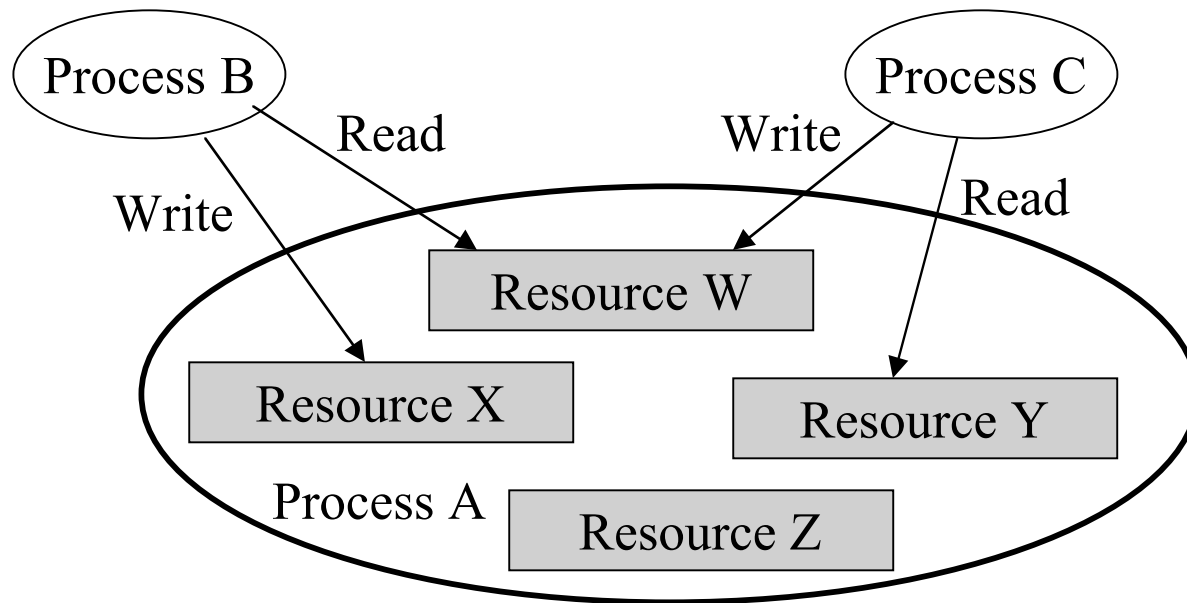 Process B
Process C
Read
Write
Write
Read
Resource W
Resource X
Resource Y
Process A
Resource Z